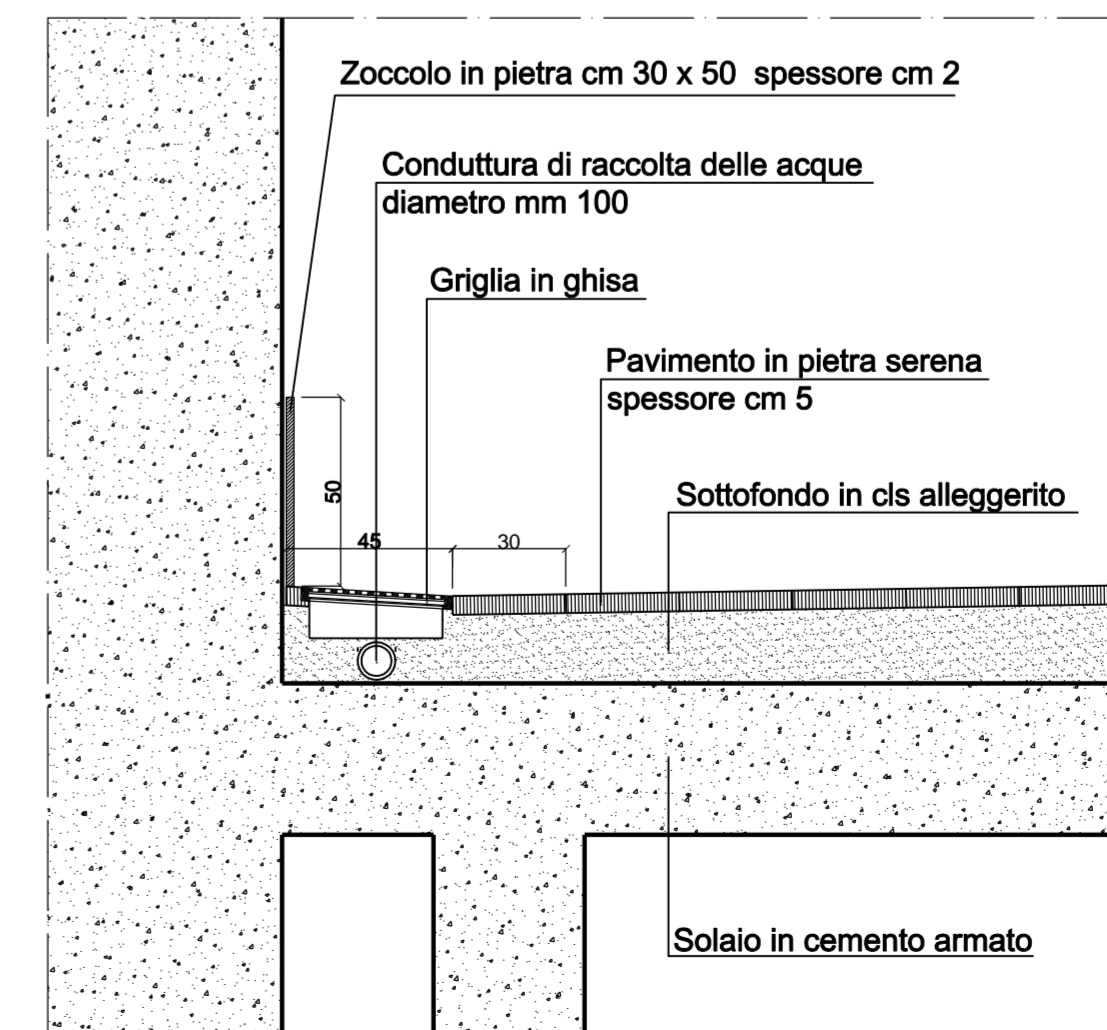 Zoccolo in pietra cm 30 x 50 spessore cm 2
Conduttura di raccolta delle acque
diametro mm 100
Griglia in ghisa
Pavimento in pietra serena
spessore cm 5
50
Sottofondo in cls alleggerito
45
30
Solaio in cemento armato